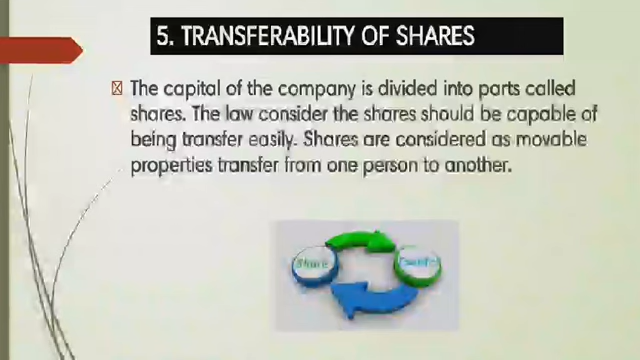 5. TRANSFERABILITY OF SHARES
The capital of the company is divided into parts called
shares. The law consider the shares should be capable of
being transfer easily. Shares are considered as movable
properties transfer from one person to another.
Share